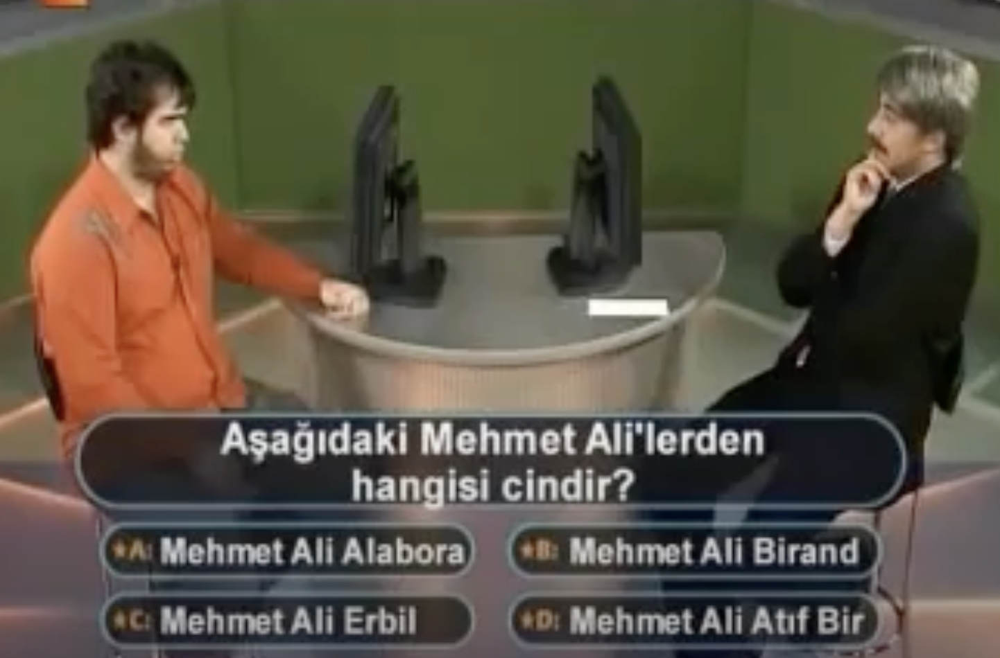 Aşağıdaki Mehmet Ali'lerden
hangisi cindir?
A: Mehmet Ali Alabora
B: Mehmet Ali Birand
C: Mehmet Ali Erbil
D: Mehmet Ali Atıf Bir